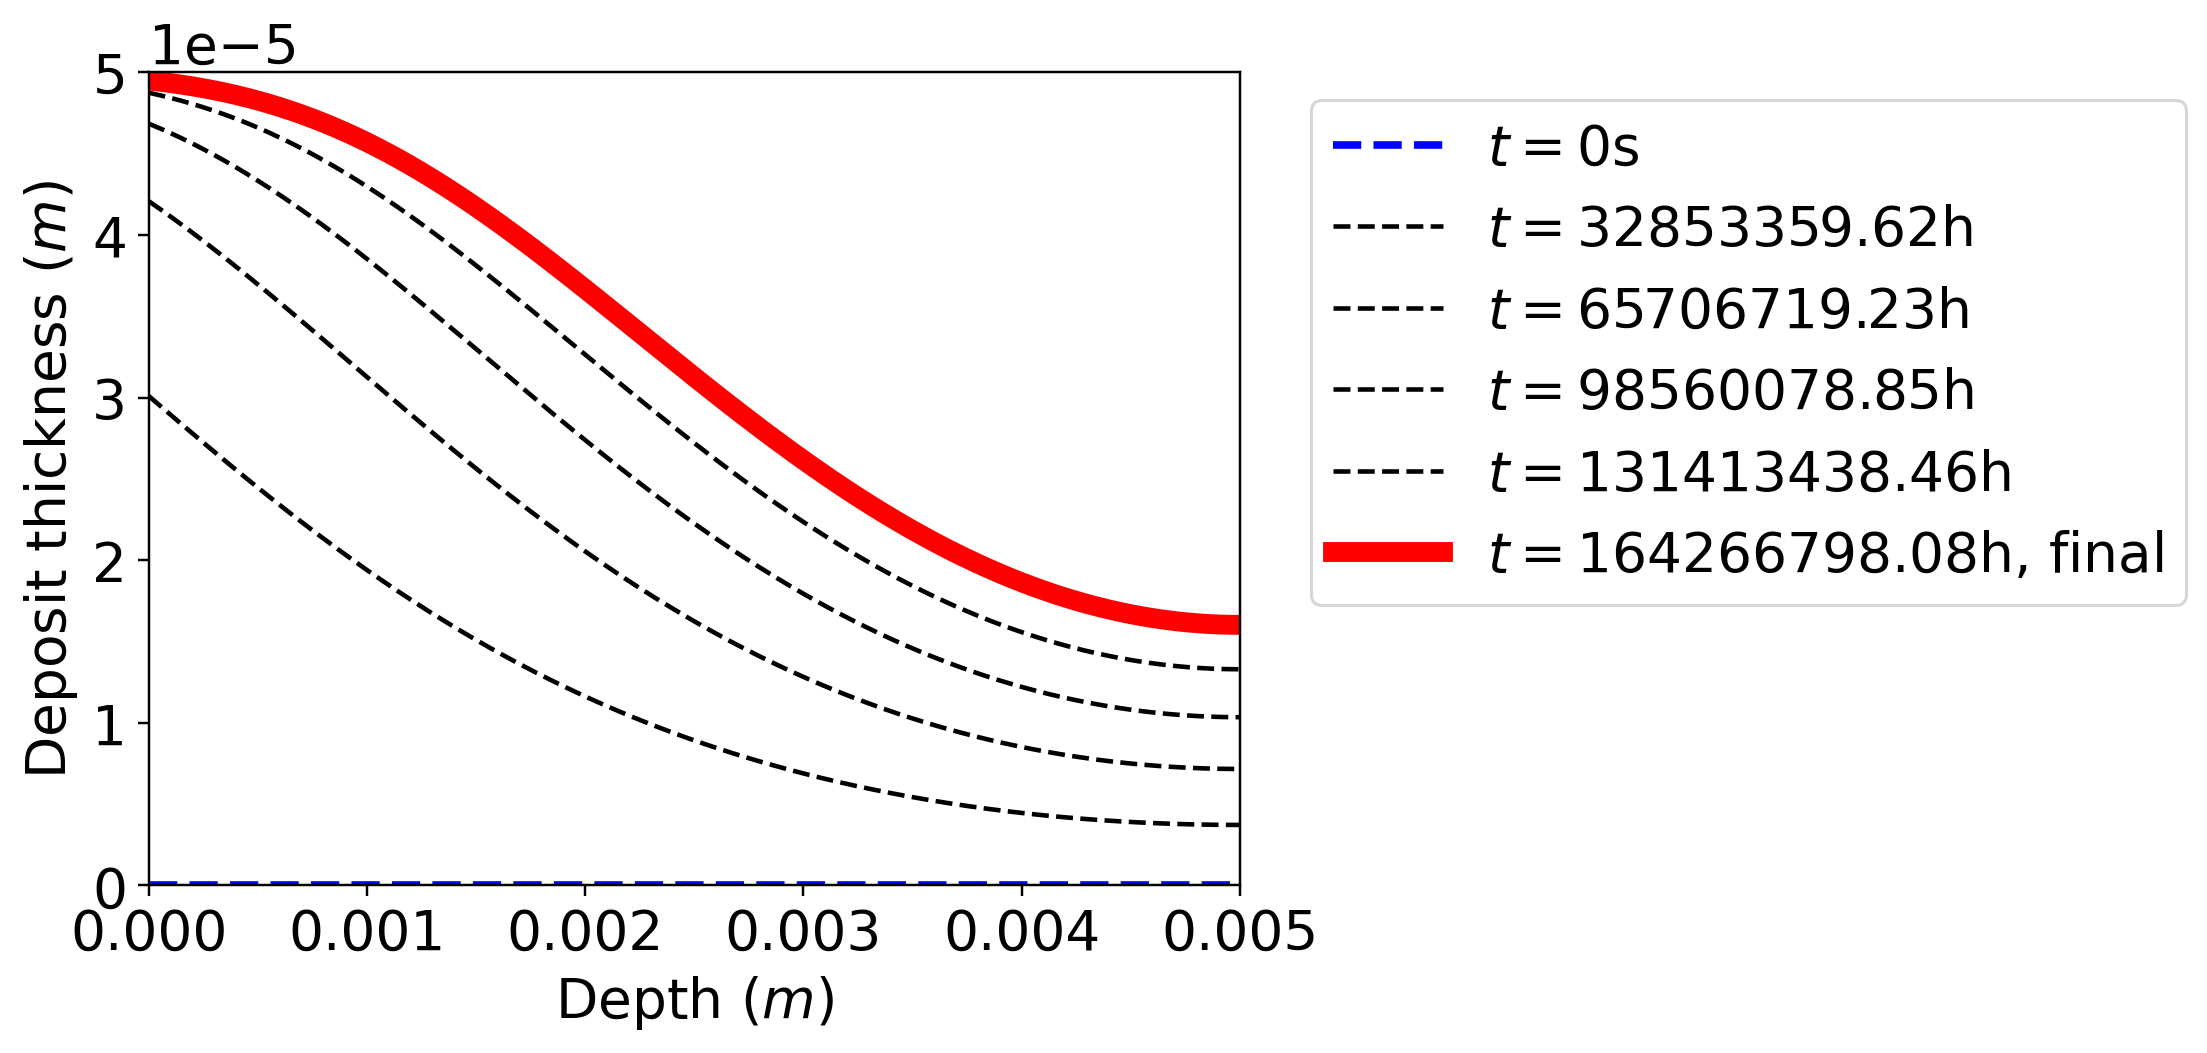 1e−5
5
4
3
2
1
0
Deposit thickness (m)
0.000 0.001 0.002 0.003 0.004 0.005
Depth (m)
t = 0s
t = 32853359.62h
t = 65706719.23h
t = 98560078.85h
t = 131413438.46h
t = 164266798.08h, final